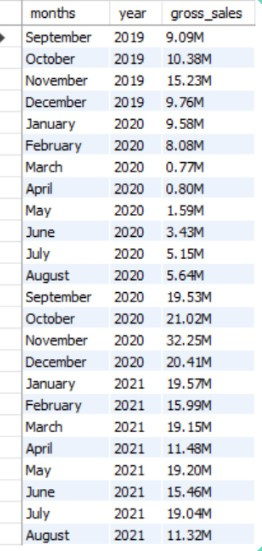 months year gross_sales
September 2019 9.09M
October 2019 10.38M
November 2019 15.23M
December 2019 9.76M
January 2020 9.58M
February 2020 8.08M
March 2020 0.77M
April 2020 0.80M
May 2020 1.59M
June 2020 3.43M
July 2020 5.15M
August 2020 5.64M
September 2020 19.53M
October 2020 21.02M
November 2020 32.25M
December 2020 20.41M
January 2021 19.57M
February 2021 15.99M
March 2021 19.15M
April 2021 11.48M
May 2021 19.20M
June 2021 15.46M
July 2021 19.04M
August 2021 11.32M